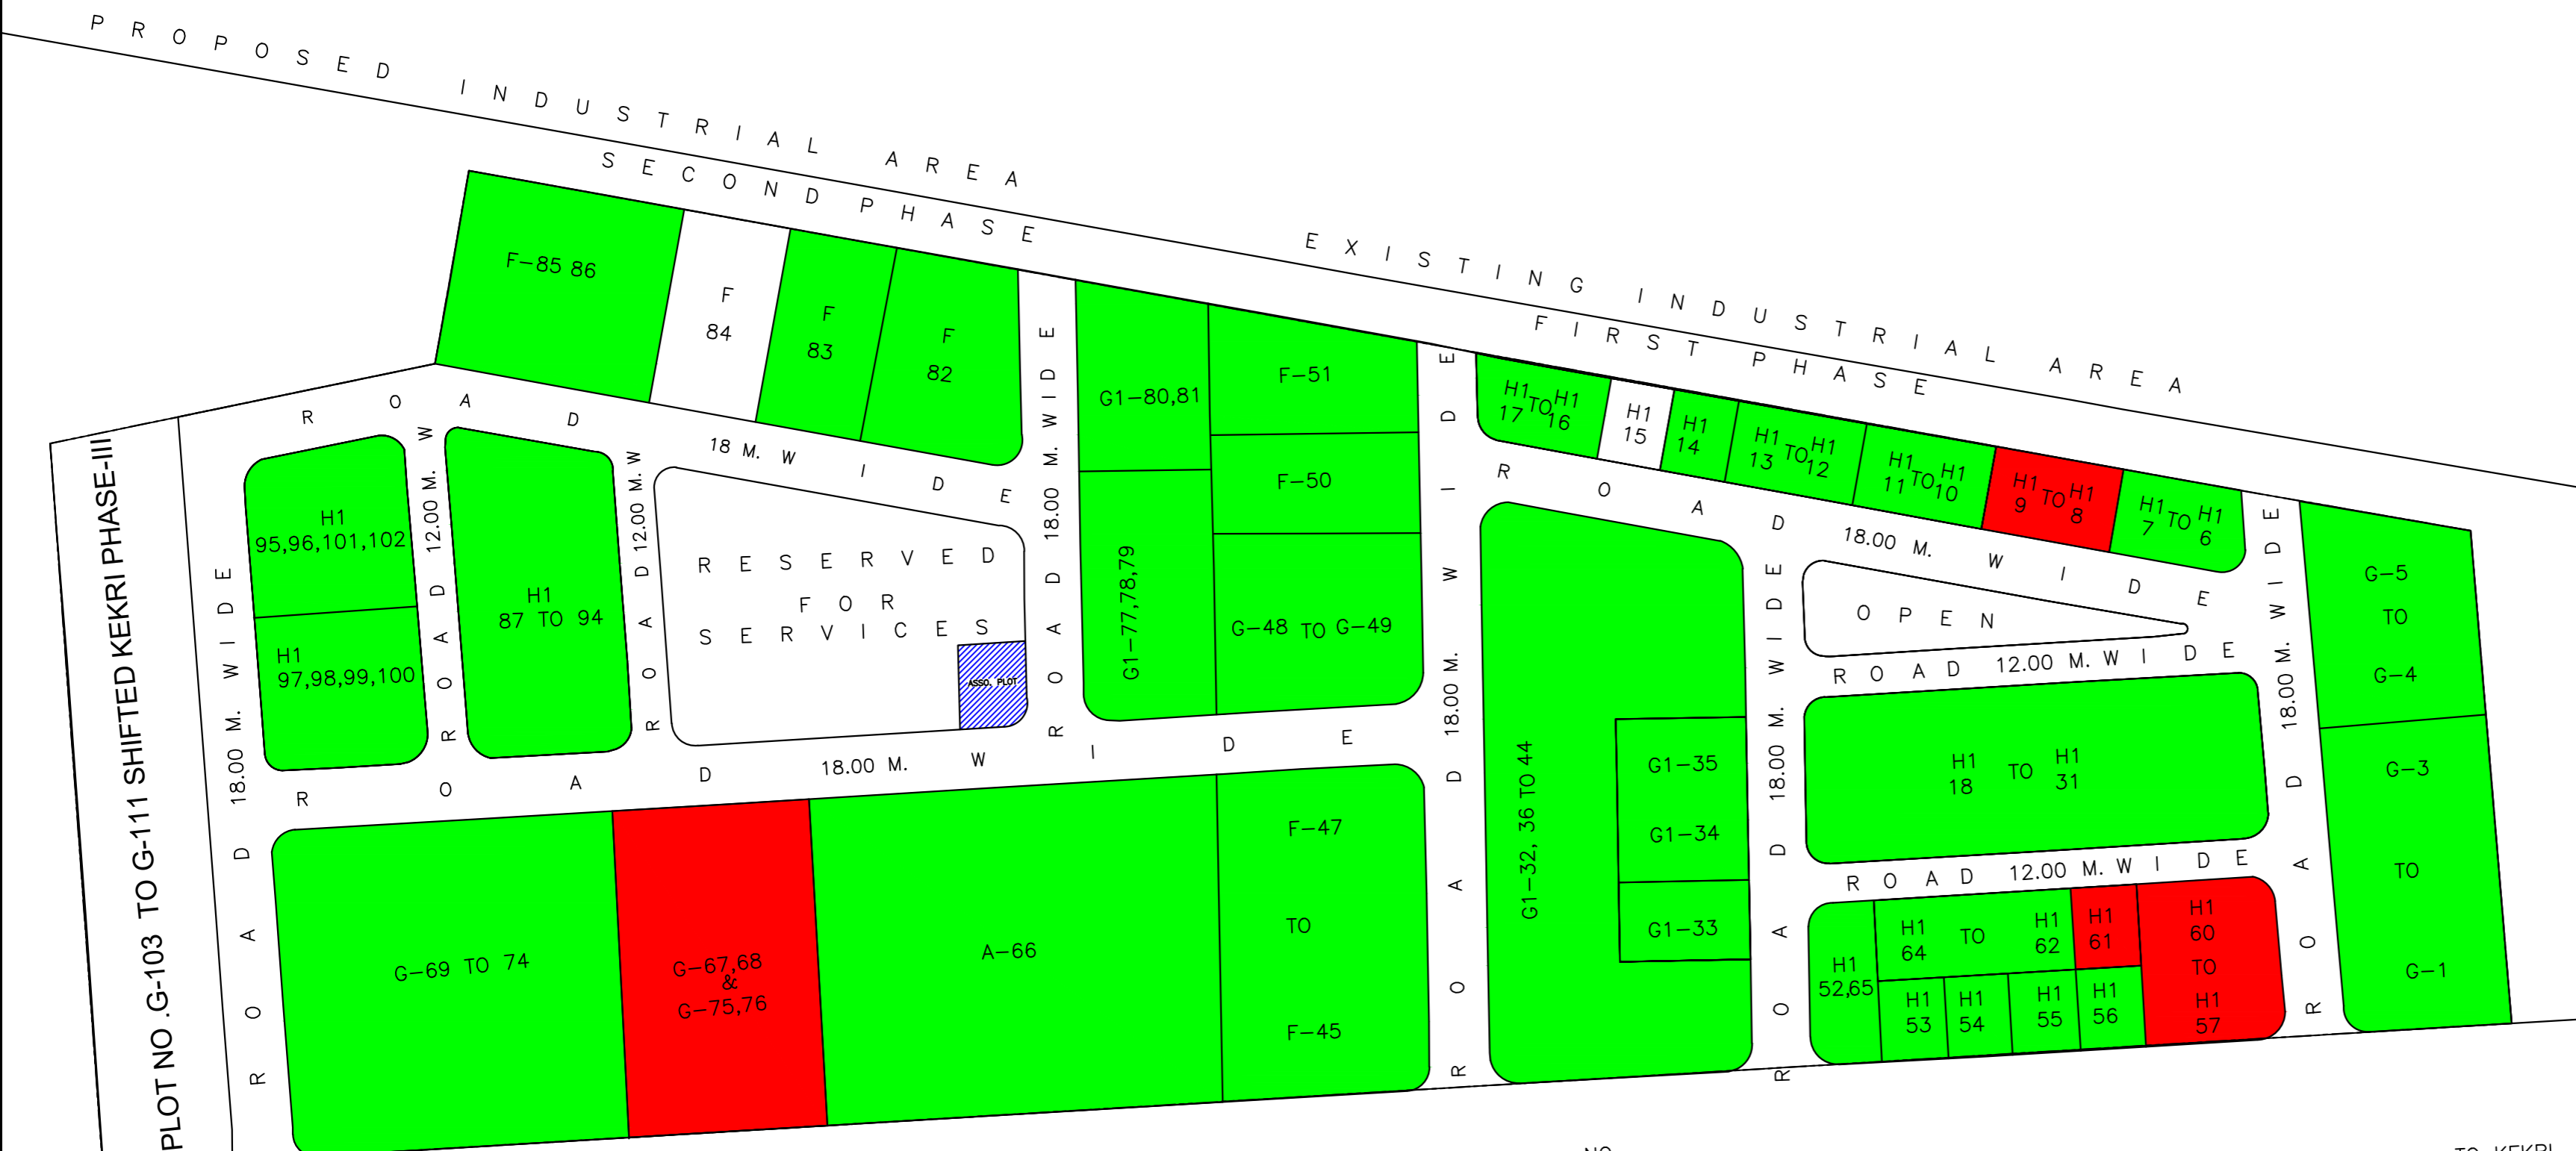 PROPOSED INDUSTRIAL AREA
SECOND PHASE
EXISTING INDUSTRIAL AREA
FIRST PHASE
F-85 86
F
84
F
83
F
82
ROAD 18 M. WIDE
PLOT NO .G-103 TO G-111 SHIFTED KEKRI PHASE-III
ROAD 18.00 M. WIDE
H1
95,96,101,102
H1
97,98,99,100
ROAD 12.00 M. W
H1
87 TO 94
ROAD 12.00 M. W
RESERVED
FOR
SERVICES
ASSO. PLOT
ROAD 18.00 M. WIDE
G1-80,81
G1-77,78,79
F-51
F-50
G-48 TO G-49
ROAD 18.00 M. WIDE
G-69 TO 74
G-67,68
&
G-75,76
A-66
F-47
TO
F-45
ROAD 18.00 M. WIDE
H1
17
TO
H1
16
H1
15
H1
14
H1
13
TO
H1
12
H1
11
TO
H1
10
H1
9
TO
H1
8
H1
7
TO
H1
6
ROAD 18.00 M. WIDE
G1-32, 36 TO 44
G1-35
G1-34
G1-33
ROAD 18.00 M. WIDE
OPEN
ROAD 12.00 M. WIDE
H1
18
TO
H1
31
ROAD 12.00 M. WIDE
H1
52,65
H1
64
TO
H1
62
H1
61
H1
60
TO
H1
57
H1
53
H1
54
H1
55
H1
56
ROAD 18.00 M. WIDE
G-5
TO
G-4
G-3
TO
G-1